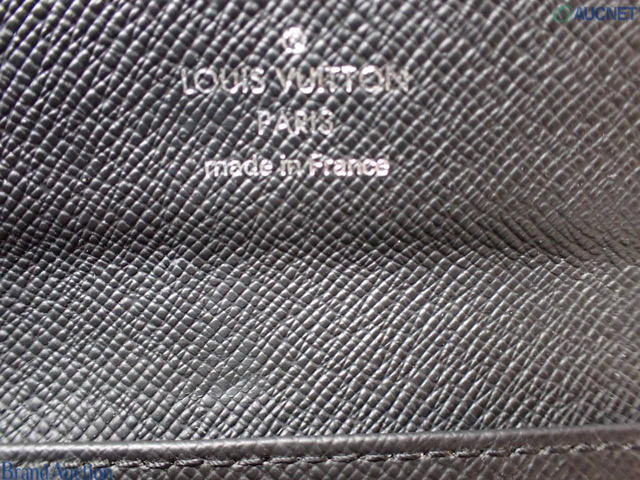 AUCNET
LOUIS VUITTON
PARIS
made in France
Brand Auction